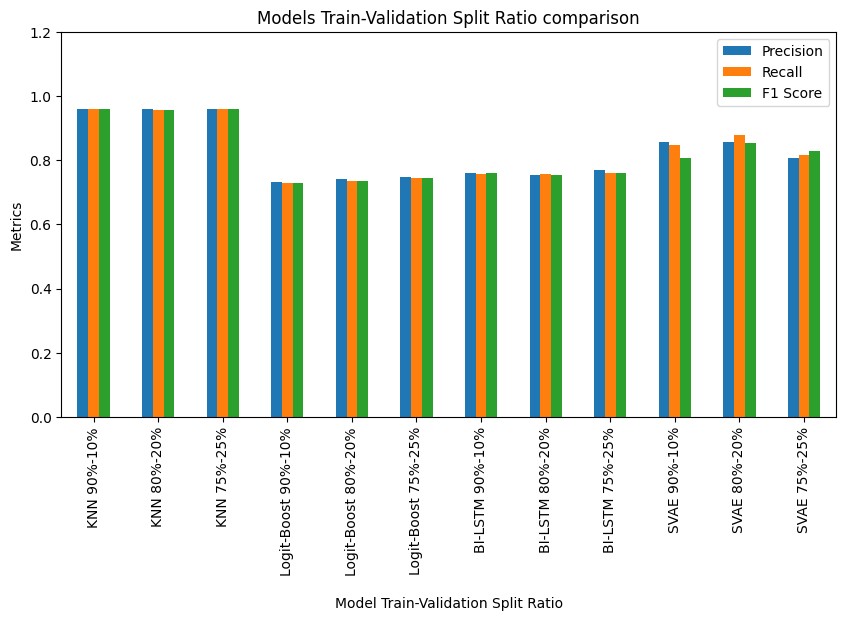 Models Train-Validation Split Ratio comparison
Precision
Recall
F1 Score
Metrics
1.2
1.0
0.8
0.6
0.4
0.2
0.0
KNN 90%-10%
KNN 80%-20%
KNN 75%-25%
Logit-Boost 90%-10%
Logit-Boost 80%-20%
Logit-Boost 75%-25%
BI-LSTM 90%-10%
BI-LSTM 80%-20%
BI-LSTM 75%-25%
SVAE 90%-10%
SVAE 80%-20%
SVAE 75%-25%
Model Train-Validation Split Ratio